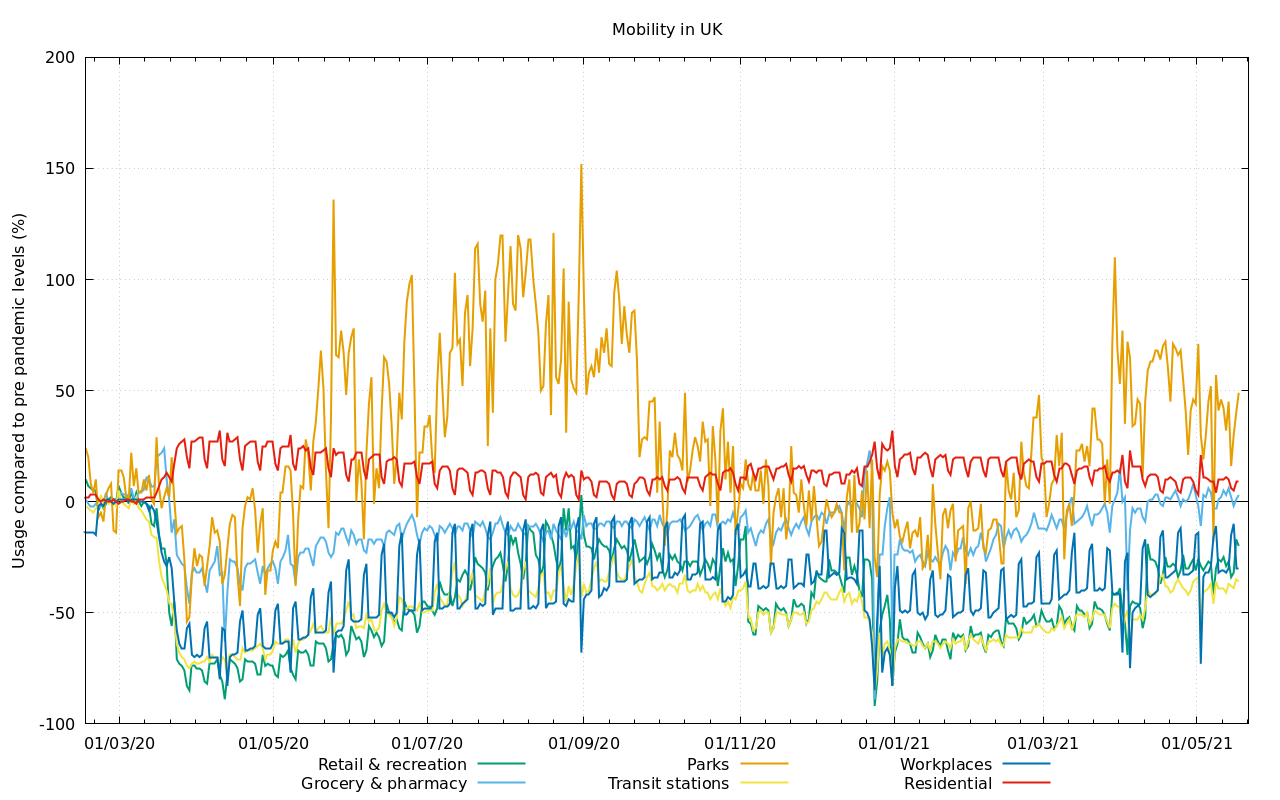 Mobility in UK
Usage compared to pre pandemic levels (%)
200
150
100
50
0
-50
-100
01/03/20 01/05/20 01/07/20 01/09/20 01/11/20 01/01/21 01/03/21 01/05/21
Retail & recreation Parks Workplaces
Grocery & pharmacy Transit stations Residential